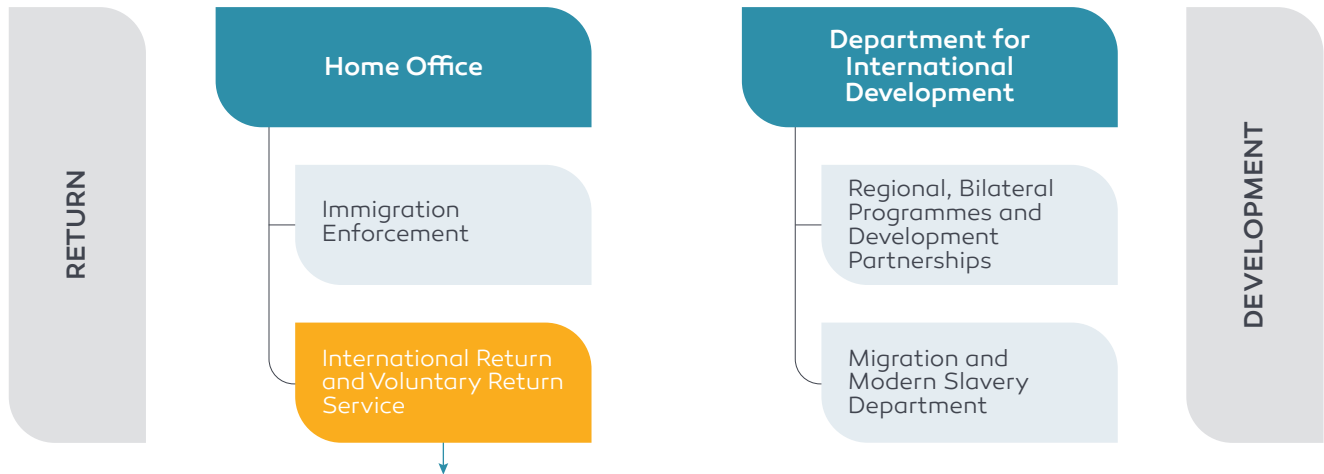 RETURN
Home Office
Immigration
Enforcement
International Return
and Voluntary Return
Service
Department for
International
Development
Regional, Bilateral
Programmes and
Development
Partnerships
Migration and
Modern Slavery
Department
DEVELOPMENT